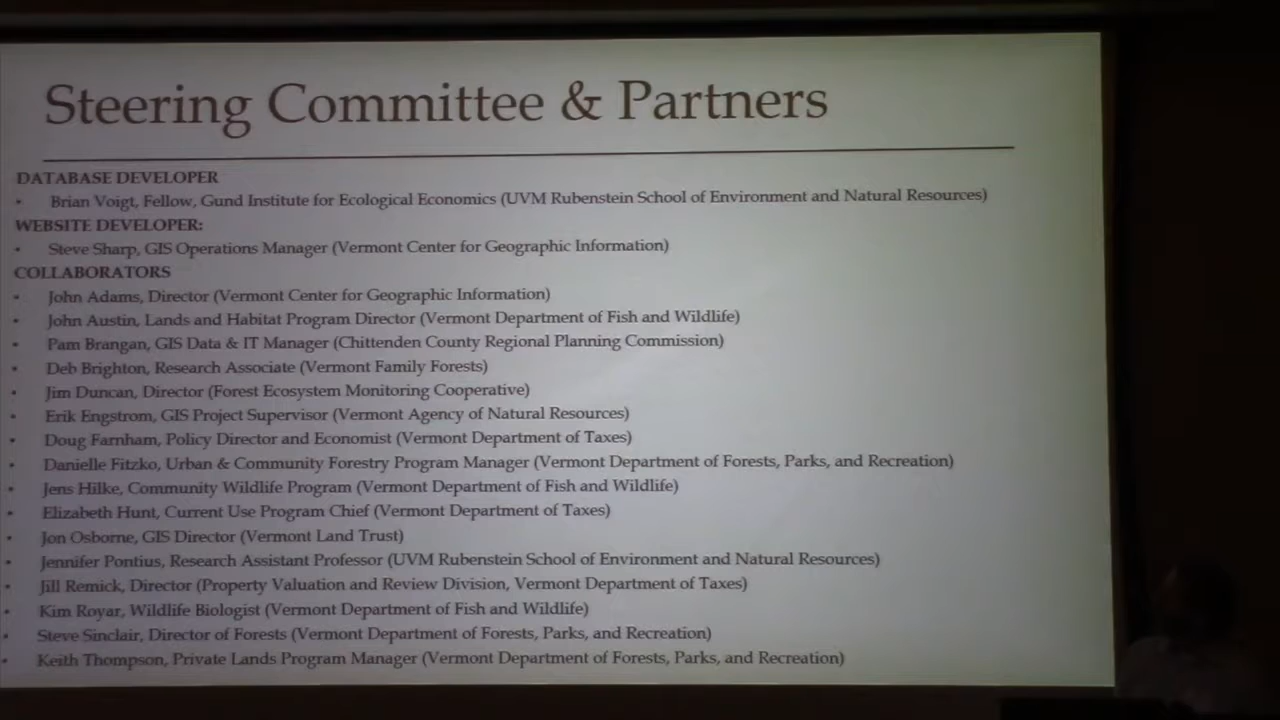 Steering Committee & Partners
DATABASE DEVELOPER
• Brian Voigt, Fellow, Gund Institute for Ecological Economics (UVM Rubenstein School of Environment and Natural Resources)
WEBSITE DEVELOPER:
• Steve Sharp, GIS Operations Manager (Vermont Center for Geographic Information)
COLLABORATORS
• John Adams, Director (Vermont Center for Geographic Information)
• John Austin, Lands and Habitat Program Director (Vermont Department of Fish and Wildlife)
• Pam Brangan, GIS Data & IT Manager (Chittenden County Regional Planning Commission)
• Deb Brighton, Research Associate (Vermont Family Forests)
• Jim Duncan, Director (Forest Ecosystem Monitoring Cooperative)
• Erik Engstrom, GIS Project Supervisor (Vermont Agency of Natural Resources)
• Doug Farnham, Policy Director and Economist (Vermont Department of Taxes)
• Danielle Fitzko, Urban & Community Forestry Program Manager (Vermont Department of Forests, Parks, and Recreation)
• Jens Hilke, Community Wildlife Program (Vermont Department of Fish and Wildlife)
• Elizabeth Hunt, Current Use Program Chief (Vermont Department of Taxes)
• Jon Osborne, GIS Director (Vermont Land Trust)
• Jennifer Pontius, Research Assistant Professor (UVM Rubenstein School of Environment and Natural Resources)
• Jill Remick, Director (Property Valuation and Review Division, Vermont Department of Taxes)
• Kim Royar, Wildlife Biologist (Vermont Department of Fish and Wildlife)
• Steve Sinclair, Director of Forests (Vermont Department of Forests, Parks, and Recreation)
• Keith Thompson, Private Lands Program Manager (Vermont Department of Forests, Parks, and Recreation)